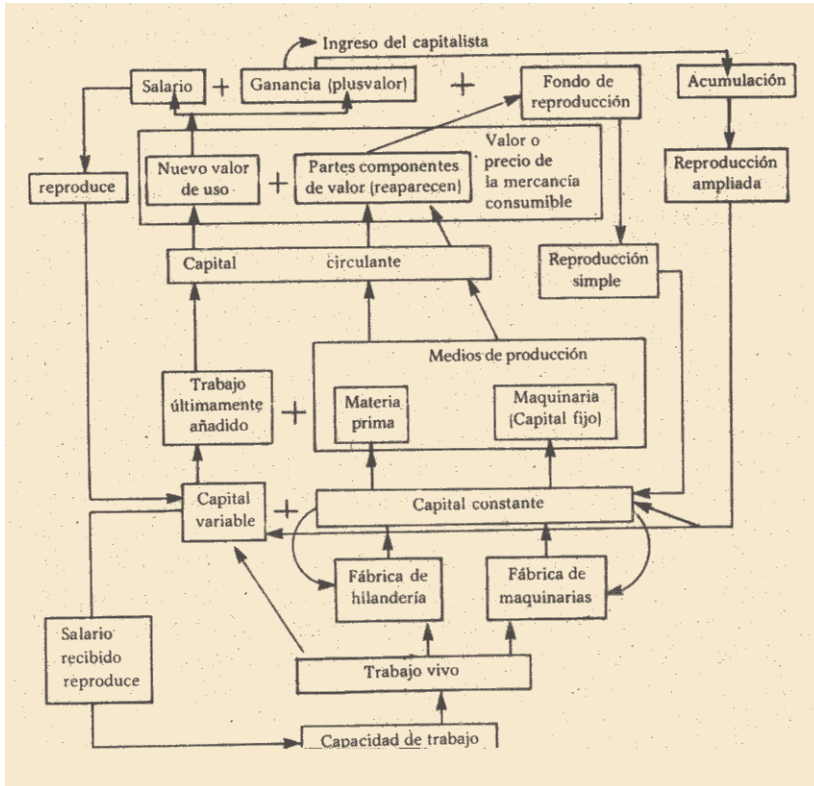 Ingreso del capitalista
Salario + Ganancia (plusvalor) + Fondo de
reproducción
Acumulación
reproduce
Nuevo valor
de uso
+
Partes componentes
de valor (reaparecen)
Valor o
precio de
la mercancía
consumible
Reproducción
ampliada
Capital circulante
Reproducción
simple
Medios de producción
Trabajo
últimamente
añadido
+
Materia
prima
Maquinaria
(Capital fijo)
Capital
variable
+
Capital constante
Fábrica de
hilandería
Fábrica de
maquinarias
Salario
recibido
reproduce
Trabajo vivo
Capacidad de trabajo